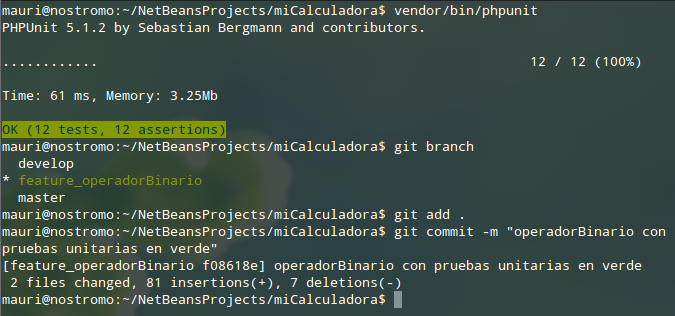 mauri@nostromo:~/NetBeansProjects/miCalculadora$ vendor/bin/phpunit
PHPUnit 5.1.2 by Sebastian Bergmann and contributors.
............ 12 / 12 (100%)
Time: 61 ms, Memory: 3.25Mb
OK (12 tests, 12 assertions)
mauri@nostromo:~/NetBeansProjects/miCalculadora$ git branch
  develop
* feature_operadorBinario
  master
mauri@nostromo:~/NetBeansProjects/miCalculadora$ git add .
mauri@nostromo:~/NetBeansProjects/miCalculadora$ git commit -m "operadorBinario con
pruebas unitarias en verde"
[feature_operadorBinario f08618e] operadorBinario con pruebas unitarias en verde
 2 files changed, 81 insertions(+), 7 deletions(-)
mauri@nostromo:~/NetBeansProjects/miCalculadora$